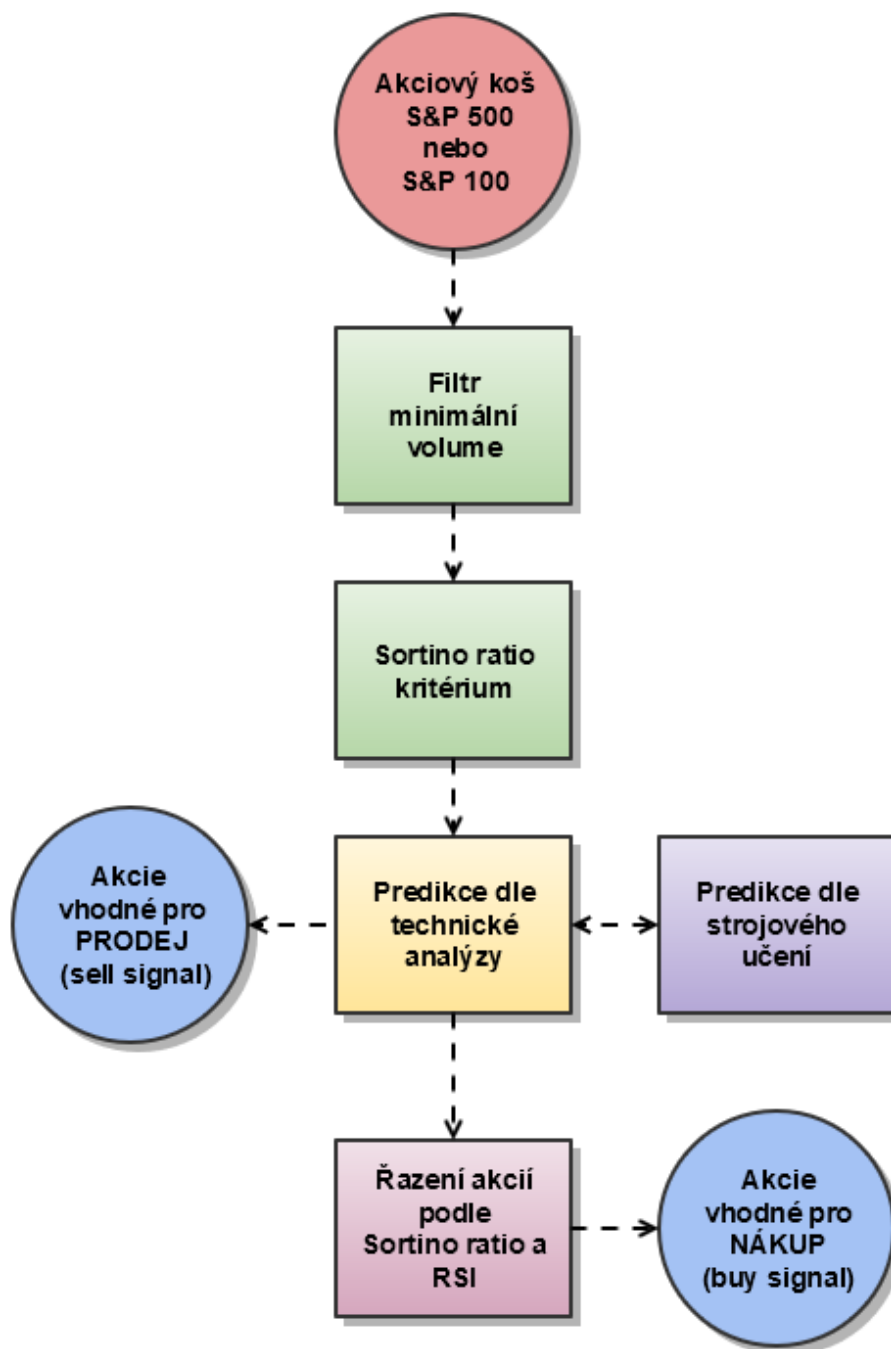 Akciový koš
S&P 500
nebo
S&P 100
Filtr
minimální
volume
Sortino ratio
kritérium
Akcie
vhodné pro
PRODEJ
(sell signal)
Predikce dle
technické
analýzy
Predikce dle
strojového
učení
Řazení akcií
podle
Sortino ratio a
RSI
Akcie
vhodné pro
NÁKUP
(buy signal)